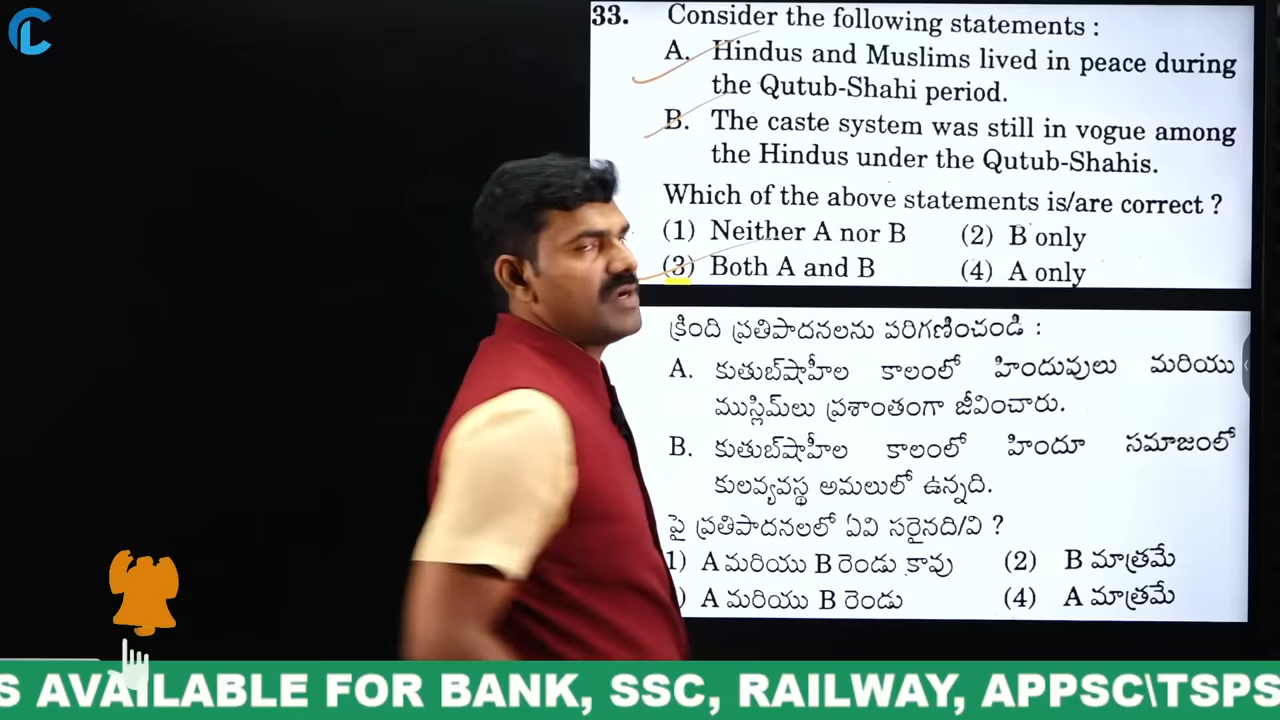 33. Consider the following statements :
A. Hindus and Muslims lived in peace during
the Qutub-Shahi period.
B. The caste system was still in vogue among
the Hindus under the Qutub-Shahis.
Which of the above statements is/are correct ?
(1) Neither A nor B (2) B only
(3) Both A and B (4) A only
క్రింది ప్రతిపాదనలను పరిగణించండి :
A. కుతుబ్‌షాహీల కాలంలో హిందువులు మరియు
ముస్లిమ్‌లు ప్రశాంతంగా జీవించారు.
B. కుతుబ్‌షాహీల కాలంలో హిందూ సమాజంలో
కులవ్యవస్థ అమలులో ఉన్నది.
పై ప్రతిపాదనలలో ఏవి సరైనది/వి ?
1) A మరియు B రెండు కావు (2) B మాత్రమే
) A మరియు B రెండు (4) A మాత్రమే
S AVAILABLE FOR BANK, SSC, RAILWAY, APPSC\TSPS